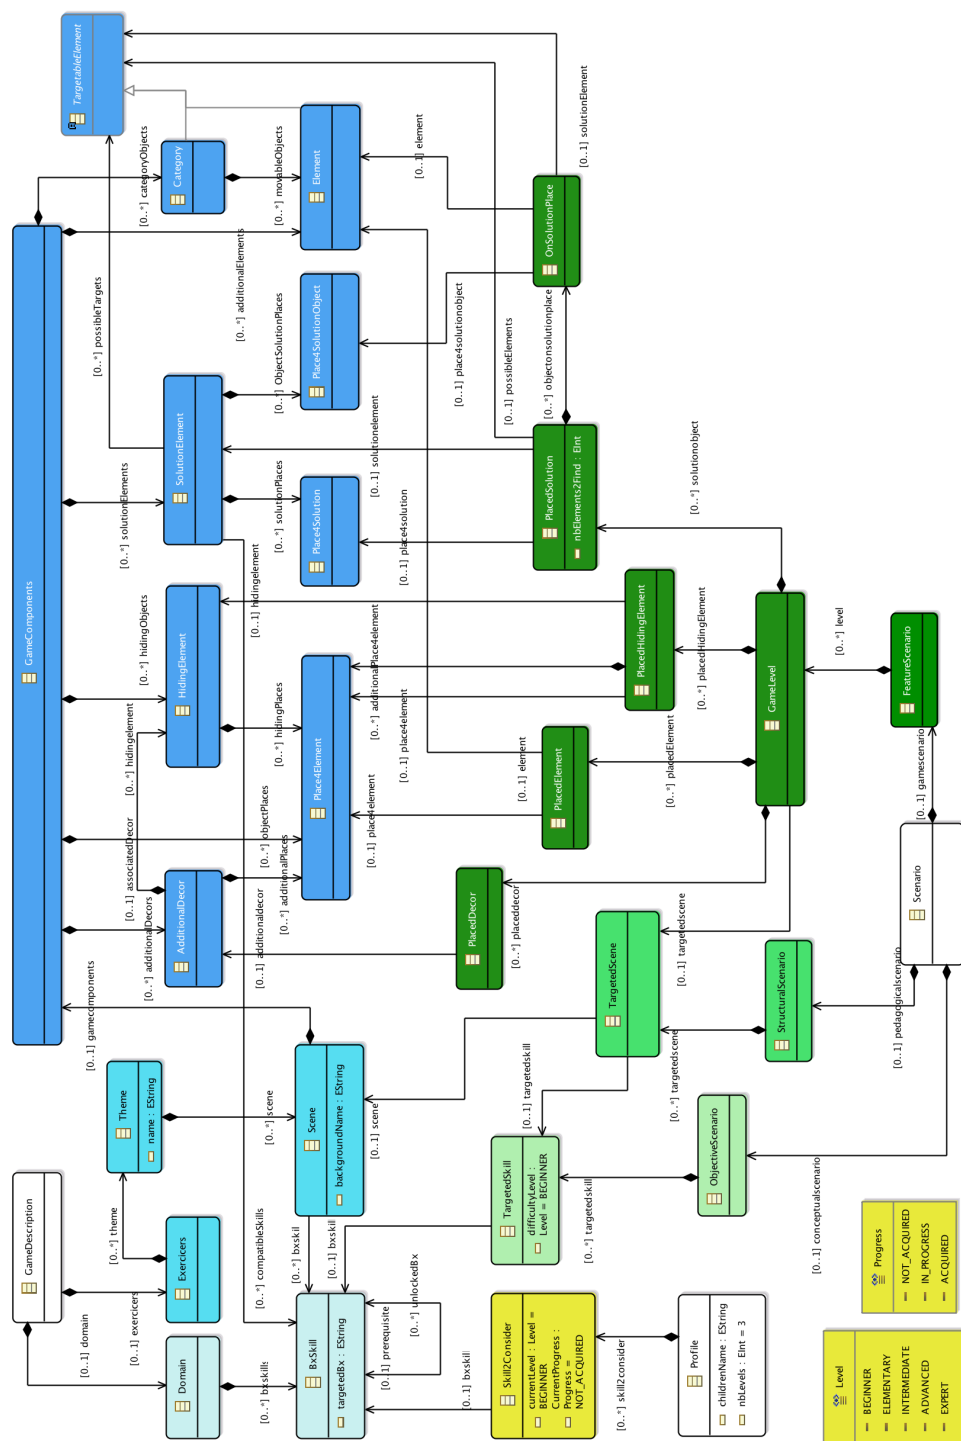 GameDescription
[0..1] domain
[0..1] exercicers
Domain
Exercicers
[0..*] theme
Theme
name : EString
[0..*] scene
[0..*] bxskills
[0..1] gamecomponents
GameComponents
[0..*] additionalDecors
[0..1] associatedDecor
[0..*] hidingelement
[0..*] hidingObjects
[0..*] solutionElements
[0..*] possibleTargets
[0..*] categoryObjects
TargetableElement
Category
[0..*] movableObjects
[0..*] additionalElements
Element
SolutionElement
[0..*] ObjectSolutionPlaces
[0..*] solutionPlaces
Place4SolutionObject
Place4Solution
HidingElement
[0..*] hidingPlaces
[0..*] objectPlaces
AdditionalDecor
[0..*] additionalPlaces
Place4Element
Scene
backgroundName : EString
[0..*] bxskil
[0..*] compatibleSkills
BxSkill
targetedBx : EString
[0..1] prerequisite
[0..*] unlockedBx
[0..1] bxskil
[0..1] bxskill
[0..1] scene
[0..1] additionaldecor
[0..1] place4element
[0..1] place4element
[0..*] additionalPlace4element
[0..1] hidingelement
[0..1] place4solution
[0..1] solutionelement
[0..1] place4solutionobject
[0..1] element
[0..1] element
[0..1] possibleElements
[0..*] objectonsolutionplace
[0..1] solutionElement
OnSolutionPlace
PlacedSolution
nbElements2Find : EInt
[0..*] solutionobject
PlacedHidingElement
[0..*] placedHidingElement
PlacedElement
[0..*] placedElement
PlacedDecor
[0..*] placeddecor
GameLevel
[0..*] level
FeatureScenario
[0..1] gamescenario
Scenario
[0..1] pedagogicalscenario
[0..1] conceptualscenario
StructuralScenario
TargetedScene
[0..1] targetedscene
[0..*] targetedscene
[0..1] targetedskill
TargetedSkill
difficultyLevel :
Level = BEGINNER
[0..*] targetedskill
ObjectiveScenario
Skill2Consider
currentLevel : Level =
BEGINNER
CurrentProgress :
Progress =
NOT_ACQUIRED
[0..*] skill2consider
Profile
childrenName : EString
nbLevels : EInt = 3
Progress
NOT_ACQUIRED
IN_PROGRESS
ACQUIRED
Level
BEGINNER
ELEMENTARY
INTERMEDIATE
ADVANCED
EXPERT